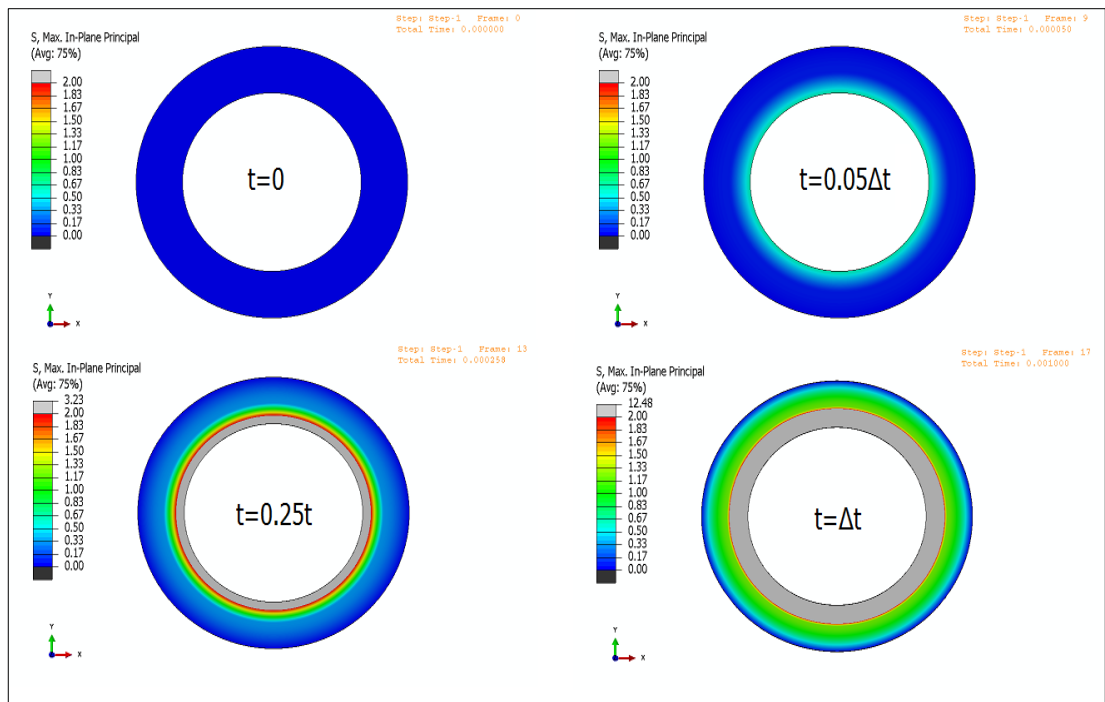 Step: Step-1 Frame: 0
Total Time: 0.000000
S, Max. In-Plane Principal
(Avg: 75%)
2.00
1.83
1.67
1.50
1.33
1.17
1.00
0.83
0.67
0.50
0.33
0.17
0.00
t=0
Y
X
Step: Step-1 Frame: 9
Total Time: 0.000050
S, Max. In-Plane Principal
(Avg: 75%)
2.00
1.83
1.67
1.50
1.33
1.17
1.00
0.83
0.67
0.50
0.33
0.17
0.00
t=0.05Δt
Y
X
Step: Step-1 Frame: 13
Total Time: 0.000258
S, Max. In-Plane Principal
(Avg: 75%)
3.23
2.00
1.83
1.67
1.50
1.33
1.17
1.00
0.83
0.67
0.50
0.33
0.17
0.00
t=0.25t
Y
X
Step: Step-1 Frame: 17
Total Time: 0.001000
S, Max. In-Plane Principal
(Avg: 75%)
12.48
2.00
1.83
1.67
1.50
1.33
1.17
1.00
0.83
0.67
0.50
0.33
0.17
0.00
t=Δt
Y
X